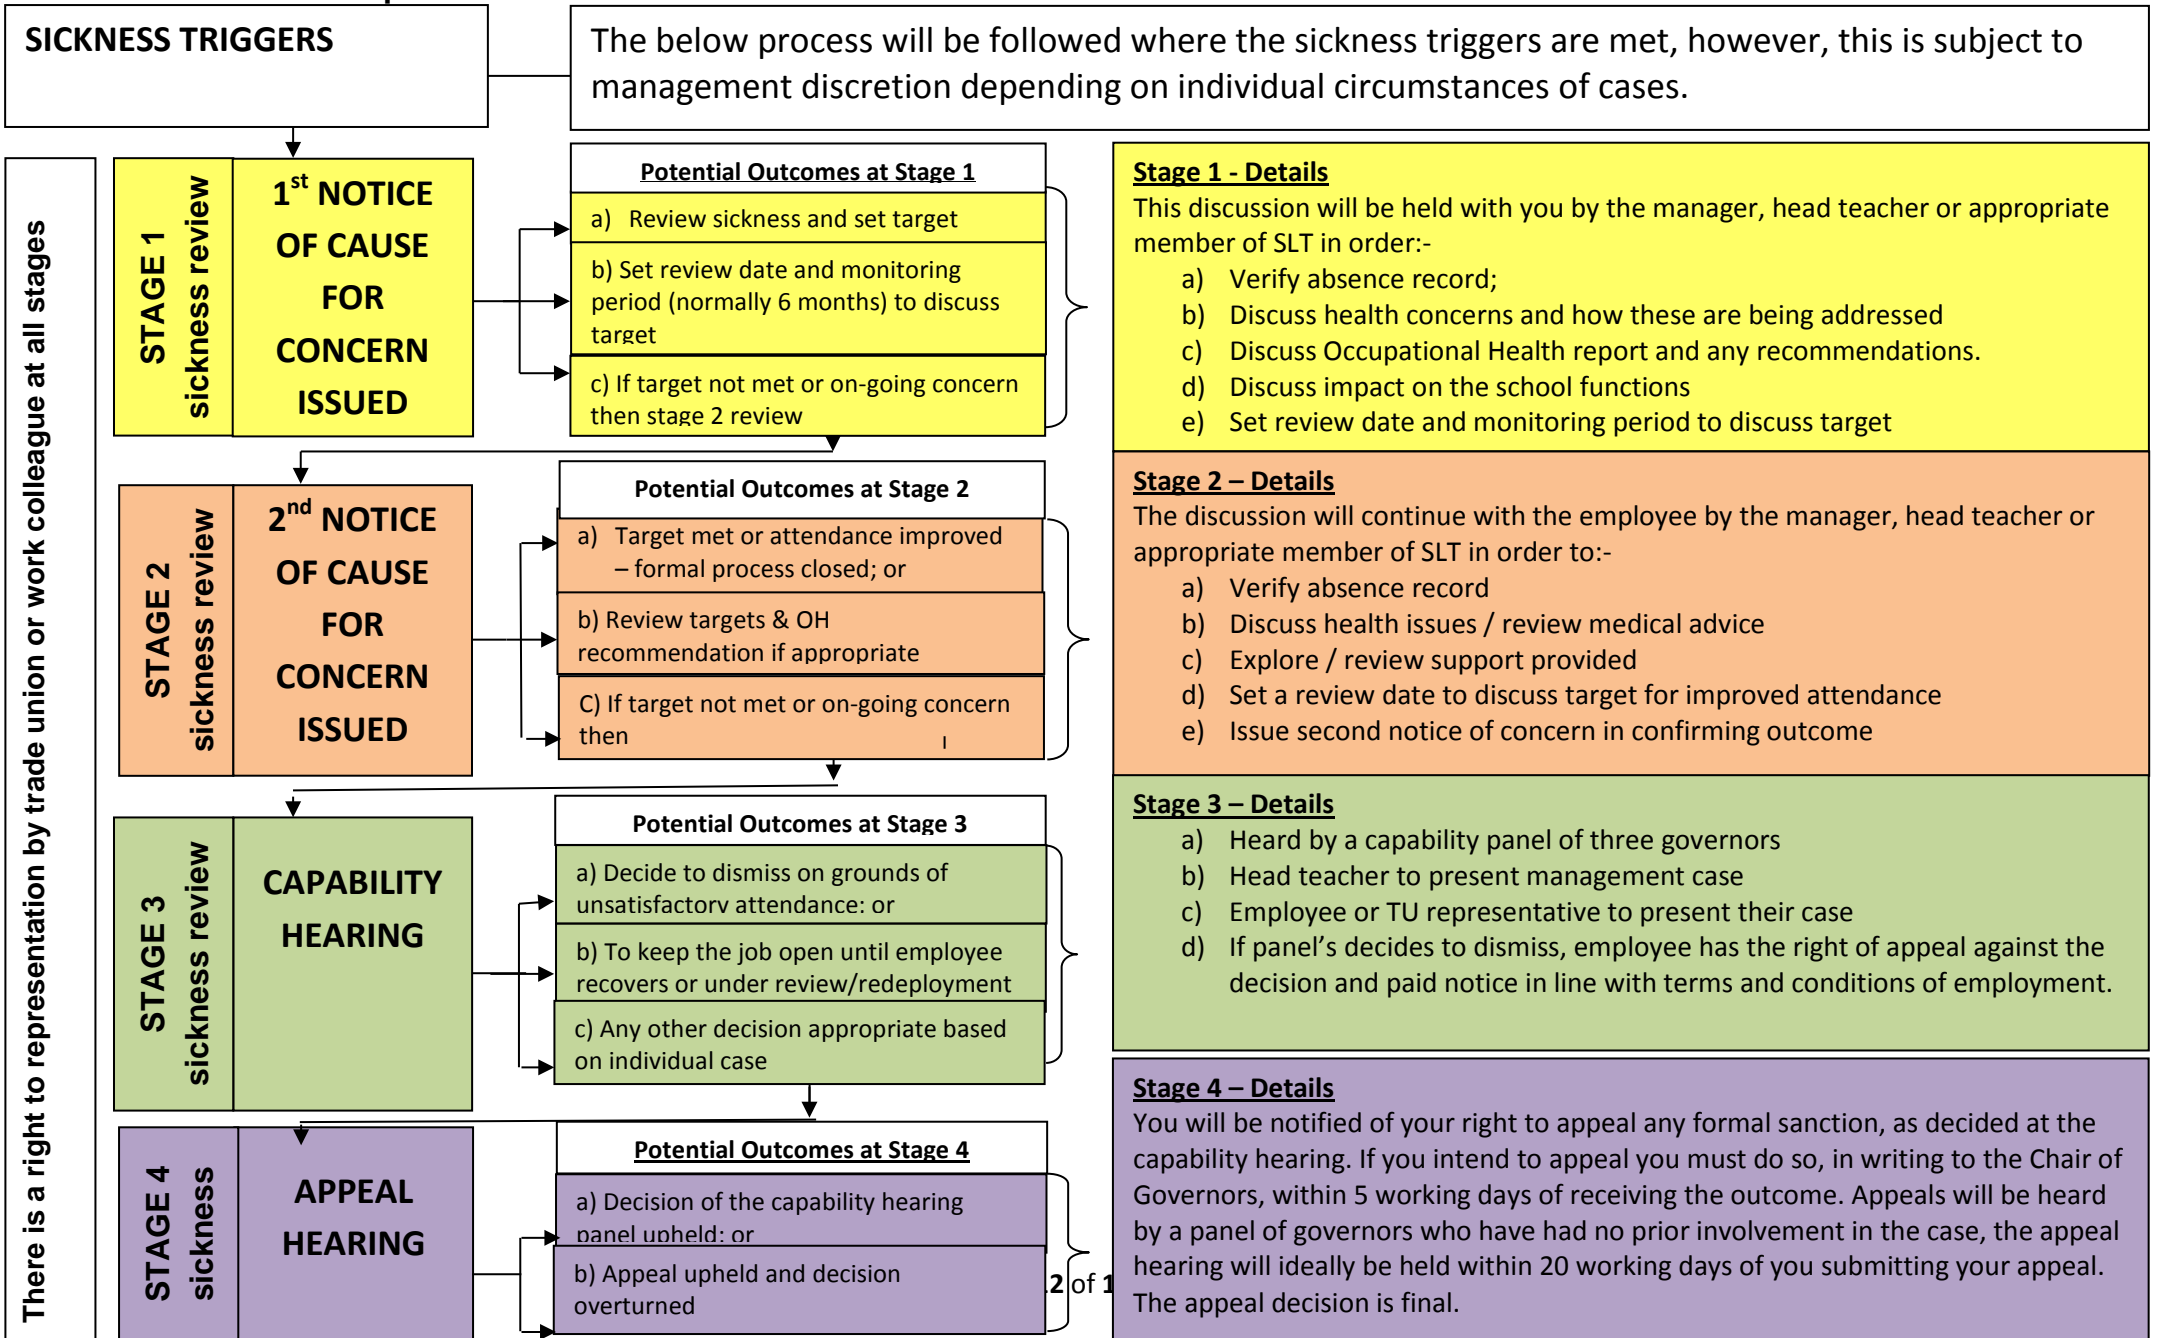 SICKNESS TRIGGERS
The below process will be followed where the sickness triggers are met, however, this is subject to
management discretion depending on individual circumstances of cases.
There is a right to representation by trade union or work colleague at all stages
STAGE 1
sickness review
1st NOTICE
OF CAUSE
FOR
CONCERN
ISSUED
Potential Outcomes at Stage 1
a) Review sickness and set target
b) Set review date and monitoring
period (normally 6 months) to discuss
target
c) If target not met or on-going concern
then stage 2 review
Stage 1 - Details
This discussion will be held with you by the manager, head teacher or appropriate
member of SLT in order:-
a) Verify absence record;
b) Discuss health concerns and how these are being addressed
c) Discuss Occupational Health report and any recommendations.
d) Discuss impact on the school functions
e) Set review date and monitoring period to discuss target
STAGE 2
sickness review
2nd NOTICE
OF CAUSE
FOR
CONCERN
ISSUED
Potential Outcomes at Stage 2
a) Target met or attendance improved
– formal process closed; or
b) Review targets & OH
recommendation if appropriate
C) If target not met or on-going concern
then
Stage 2 – Details
The discussion will continue with the employee by the manager, head teacher or
appropriate member of SLT in order to:-
a) Verify absence record
b) Discuss health issues / review medical advice
c) Explore / review support provided
d) Set a review date to discuss target for improved attendance
e) Issue second notice of concern in confirming outcome
STAGE 3
sickness review
CAPABILITY
HEARING
Potential Outcomes at Stage 3
a) Decide to dismiss on grounds of
unsatisfactory attendance; or
b) To keep the job open until employee
recovers or under review/redeployment
c) Any other decision appropriate based
on individual case
Stage 3 – Details
a) Heard by a capability panel of three governors
b) Head teacher to present management case
c) Employee or TU representative to present their case
d) If panel's decides to dismiss, employee has the right of appeal against the
decision and paid notice in line with terms and conditions of employment.
STAGE 4
sickness
APPEAL
HEARING
Potential Outcomes at Stage 4
a) Decision of the capability hearing
panel upheld; or
b) Appeal upheld and decision
overturned
2 of 1
Stage 4 – Details
You will be notified of your right to appeal any formal sanction, as decided at the
capability hearing. If you intend to appeal you must do so, in writing to the Chair of
Governors, within 5 working days of receiving the outcome. Appeals will be heard
by a panel of governors who have had no prior involvement in the case, the appeal
hearing will ideally be held within 20 working days of you submitting your appeal.
The appeal decision is final.